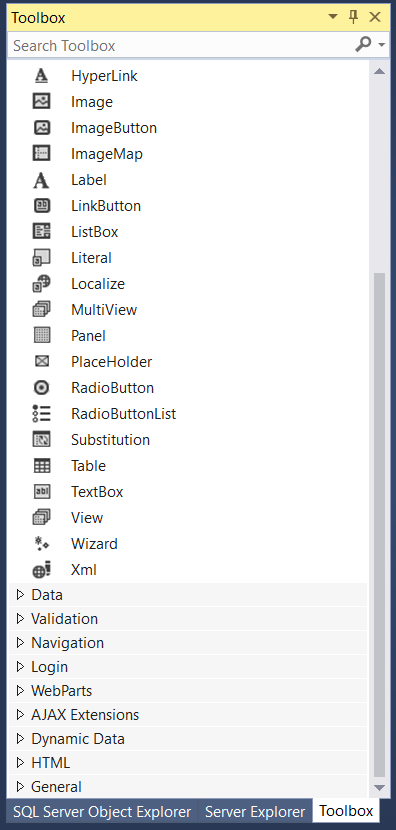 Toolbox
Search Toolbox
HyperLink
Image
ImageButton
ImageMap
Label
LinkButton
ListBox
Literal
Localize
MultiView
Panel
PlaceHolder
RadioButton
RadioButtonList
Substitution
Table
TextBox
View
Wizard
Xml
Data
Validation
Navigation
Login
WebParts
AJAX Extensions
Dynamic Data
HTML
General
SQL Server Object Explorer Server Explorer Toolbox